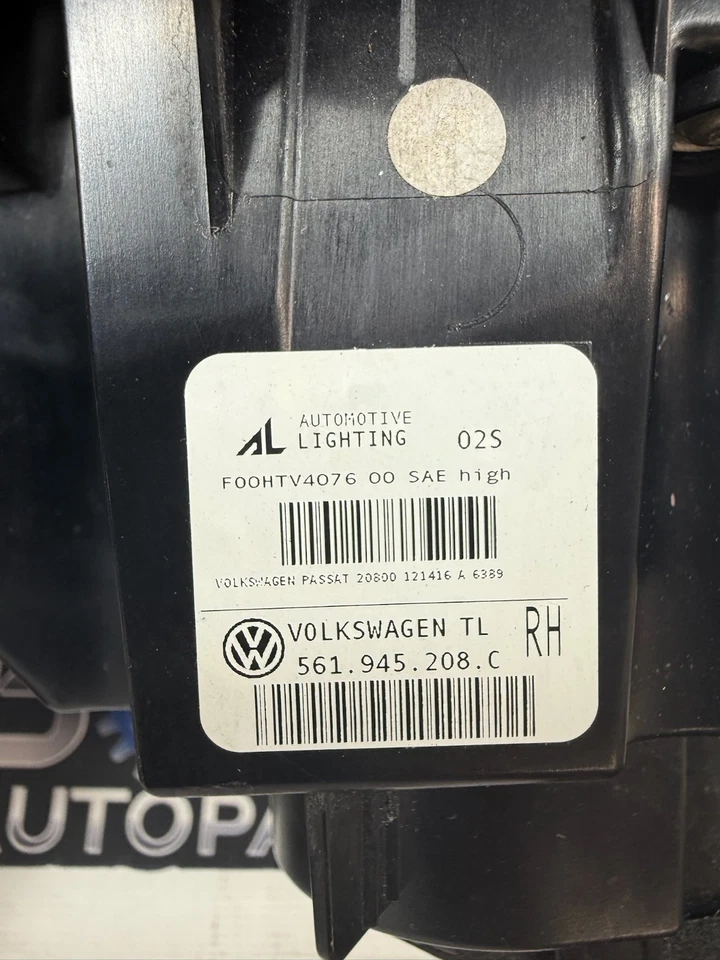 AL AUTOMOTIVE
LIGHTING 02S
F00HTV4076 00 SAE high
VOLKSWAGEN PASSAT 20800 121416 A 6389
VOLKSWAGEN TL RH
561.945.208.C
UTOPA